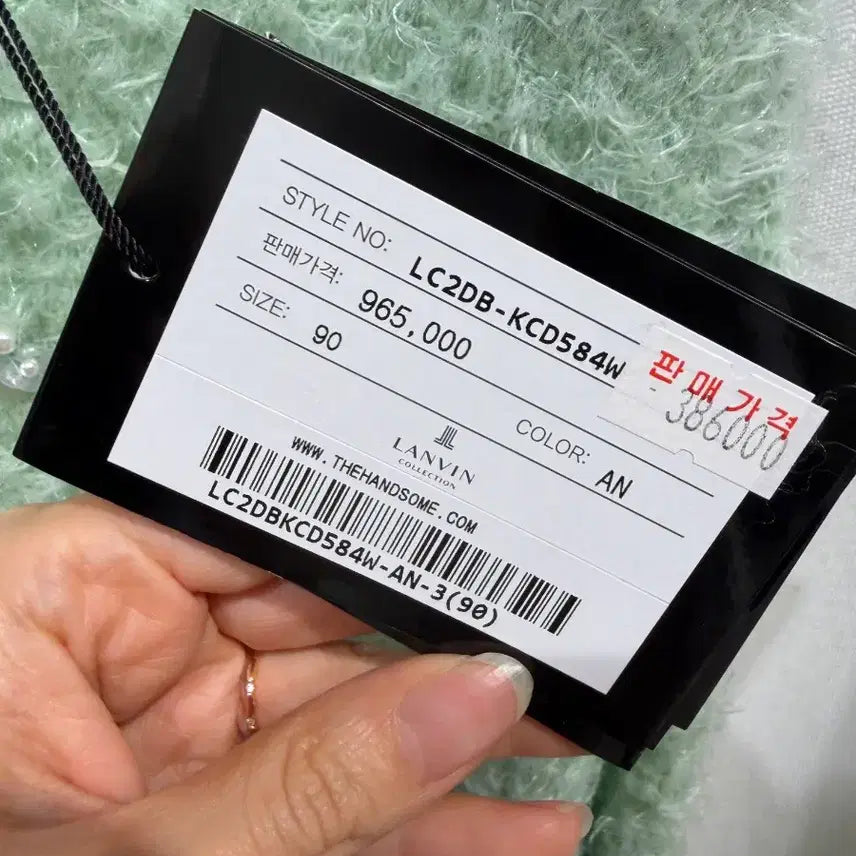 STYLE NO: LC2DB-KCD584W
판매가격: 965,000
판매가격
386000
SIZE: 90
COLOR: AN
LANVIN
COLLECTION
WWW.THEHANDSOME.COM
LC2DBKCD584W-AN-3(90)